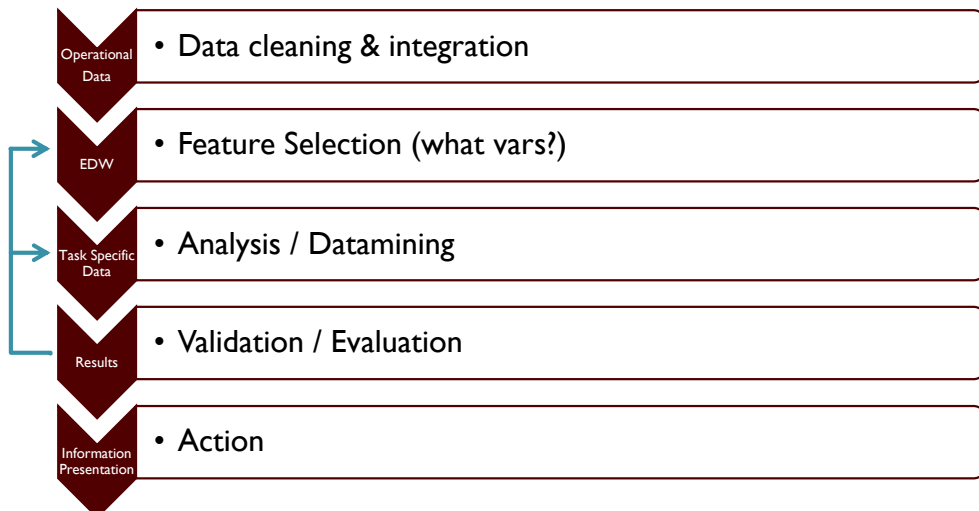 Operational
Data
• Data cleaning & integration
EDW
• Feature Selection (what vars?)
Task Specific
Data
• Analysis / Datamining
Results
• Validation / Evaluation
Information
Presentation
• Action